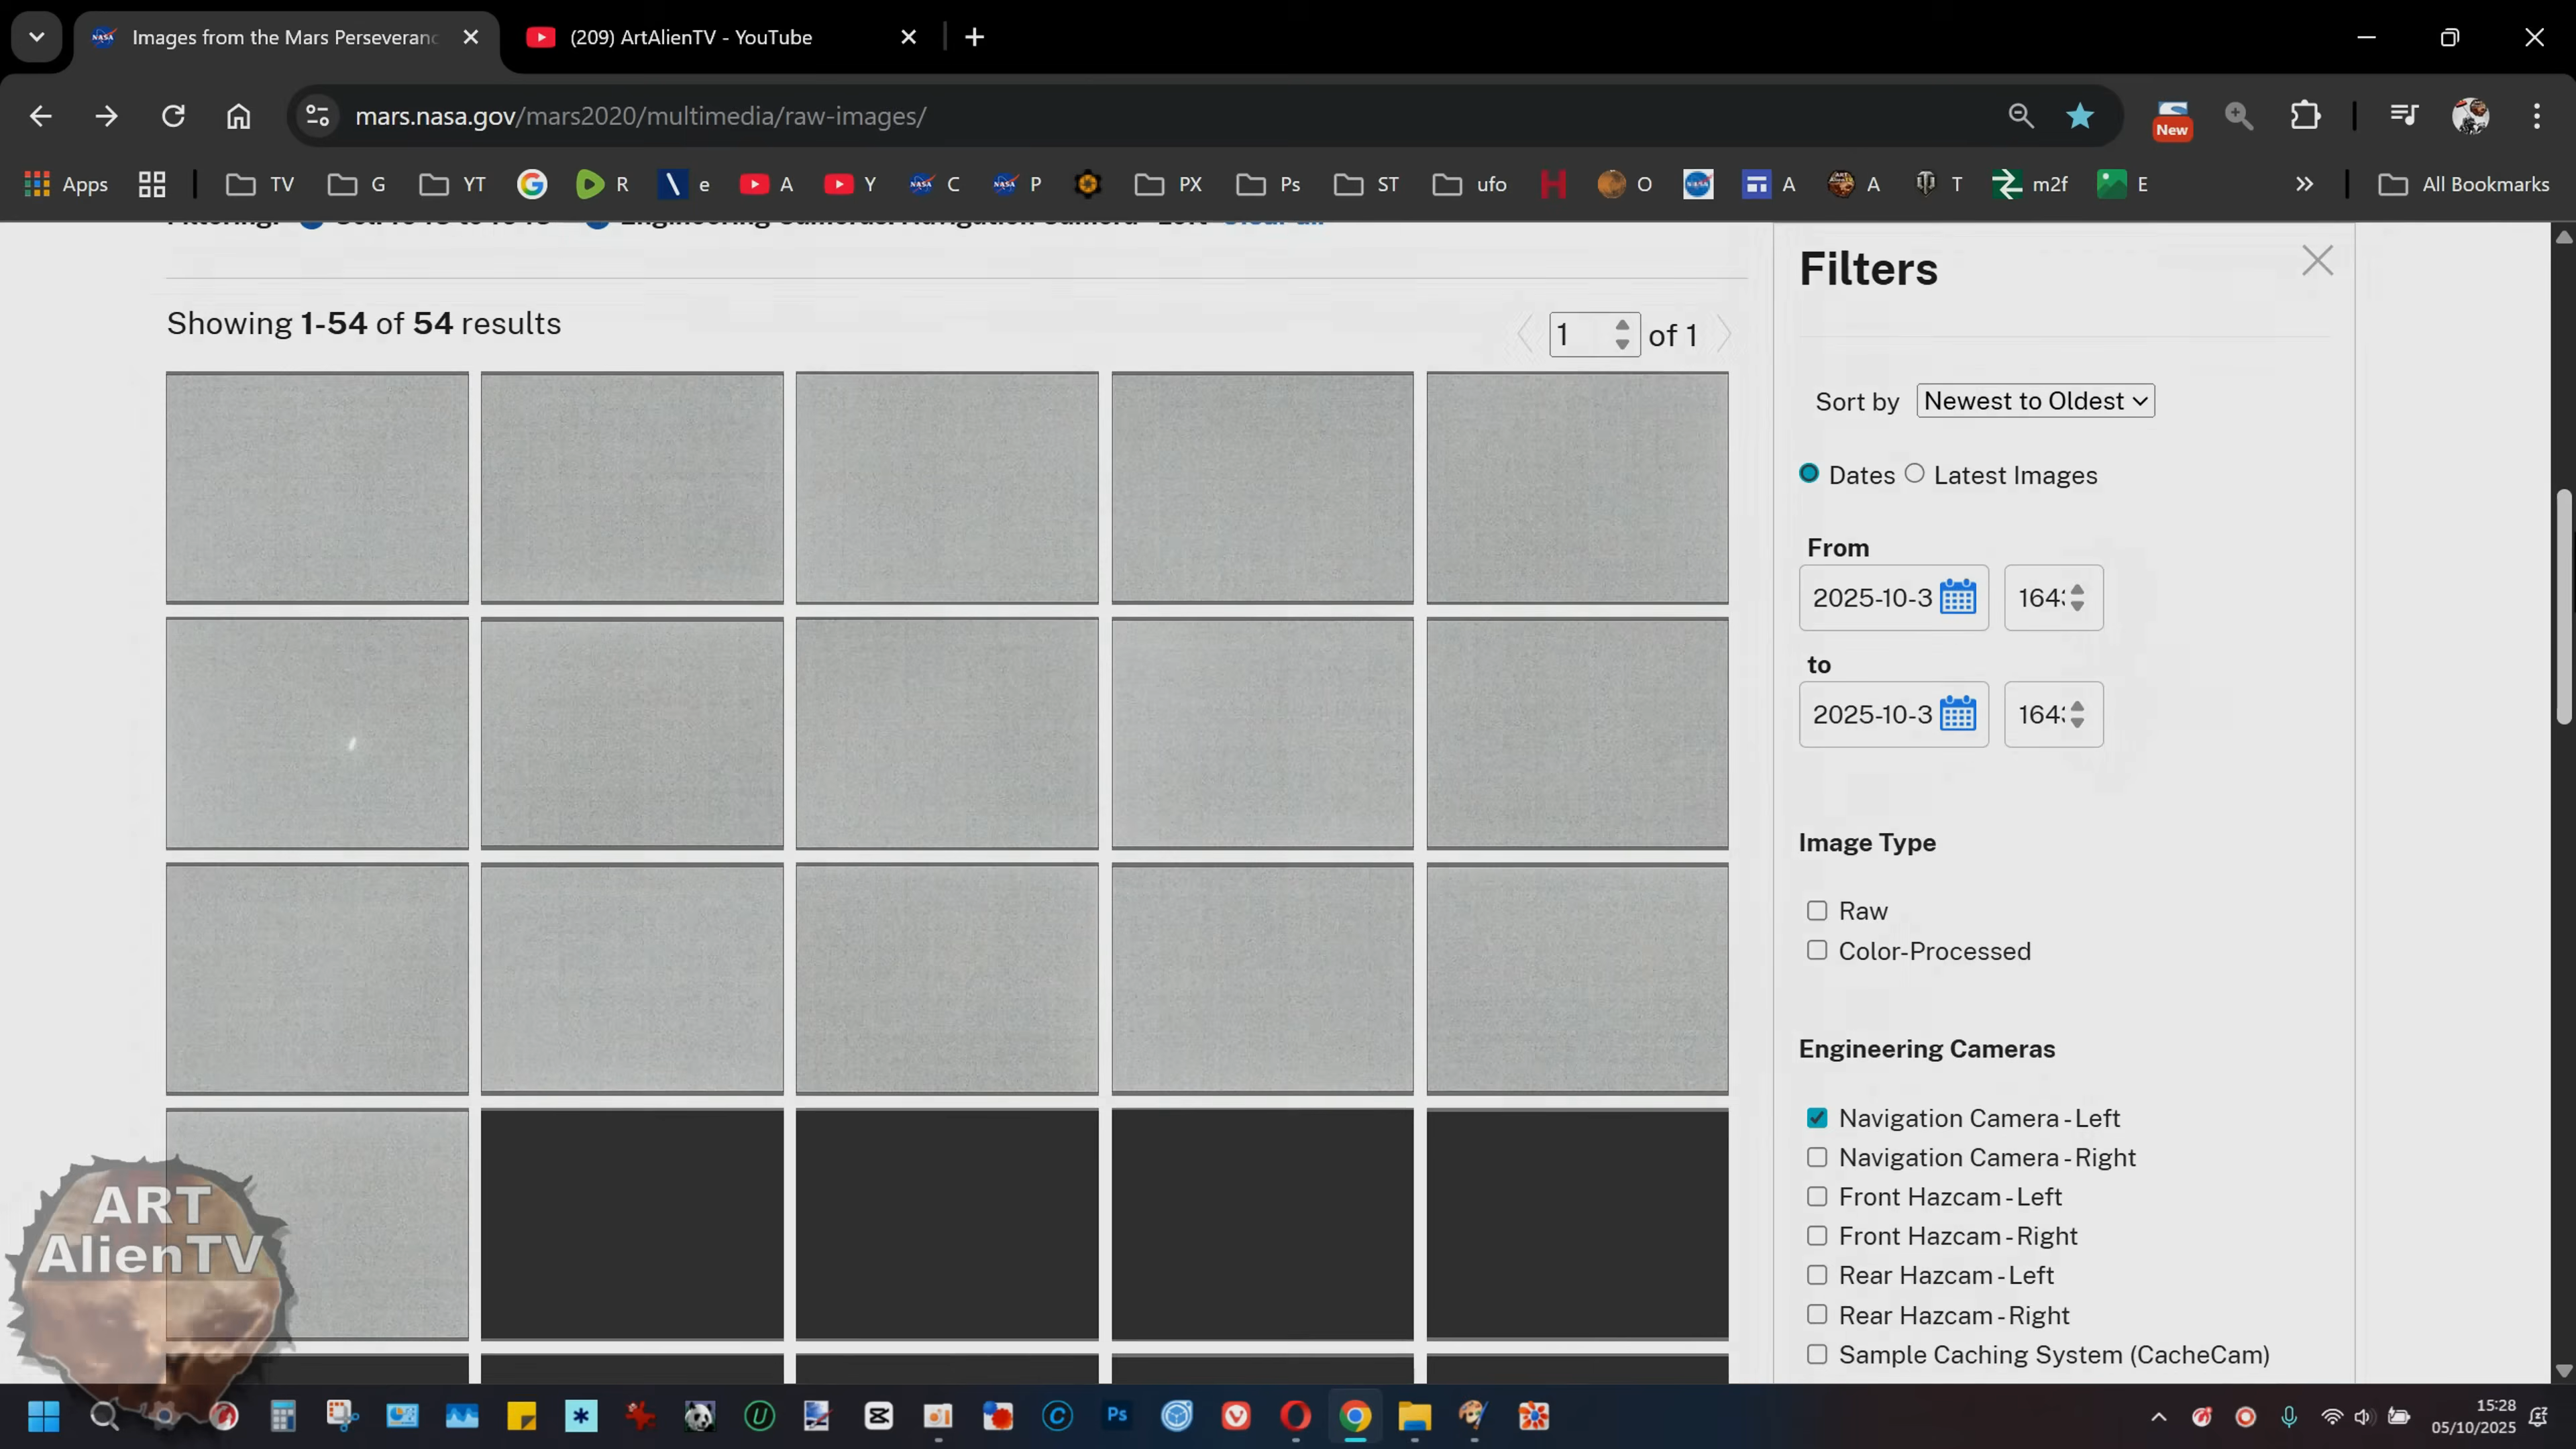 Images from the Mars Perseveranc
(209) ArtAlienTV - YouTube
mars.nasa.gov/mars2020/multimedia/raw-images/
New
Apps
TV
G
YT
R
e
A
Y
C
P
PX
Ps
ST
ufo
O
A
A
T
m2f
E
All Bookmarks
Showing 1-54 of 54 results
1 of 1
Filters
Sort by Newest to Oldest
Dates Latest Images
From
2025-10-3 164
to
2025-10-3 164
Image Type
Raw
Color-Processed
Engineering Cameras
Navigation Camera - Left
Navigation Camera - Right
Front Hazcam - Left
Front Hazcam - Right
Rear Hazcam - Left
Rear Hazcam - Right
Sample Caching System (CacheCam)
ART
AlienTV
Ps
15:28
05/10/2025